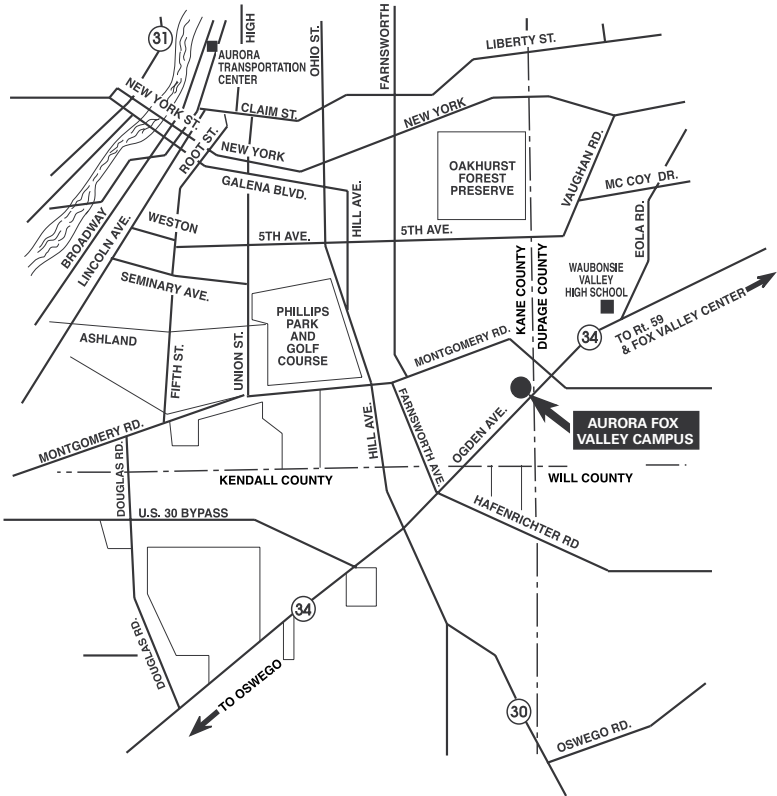 31
HIGH
OHIO ST.
FARNSWORTH
LIBERTY ST.
AURORA
TRANSPORTATION
CENTER
NEW YORK ST.
CLAIM ST.
NEW YORK
ROOT ST.
NEW YORK
GALENA BLVD.
OAKHURST
FOREST
PRESERVE
VAUGHAN RD.
MC COY DR.
HILL AVE.
WESTON
5TH AVE.
5TH AVE.
EOLA RD.
BROADWAY
LINCOLN AVE.
SEMINARY AVE.
KANE COUNTY
DUPAGE COUNTY
WAUBONSIE
VALLEY
HIGH SCHOOL
PHILLIPS
PARK
AND
GOLF
COURSE
ASHLAND
FIFTH ST.
UNION ST.
MONTGOMERY RD.
34
TO Rt. 59
& FOX VALLEY CENTER
MONTGOMERY RD.
DOUGLAS RD.
HILL AVE.
FARNSWORTH AVE.
OGDEN AVE.
AURORA FOX
VALLEY CAMPUS
KENDALL COUNTY
WILL COUNTY
U.S. 30 BYPASS
HAFENRICHTER RD
34
DOUGLAS RD.
TO OSWEGO
30
OSWEGO RD.